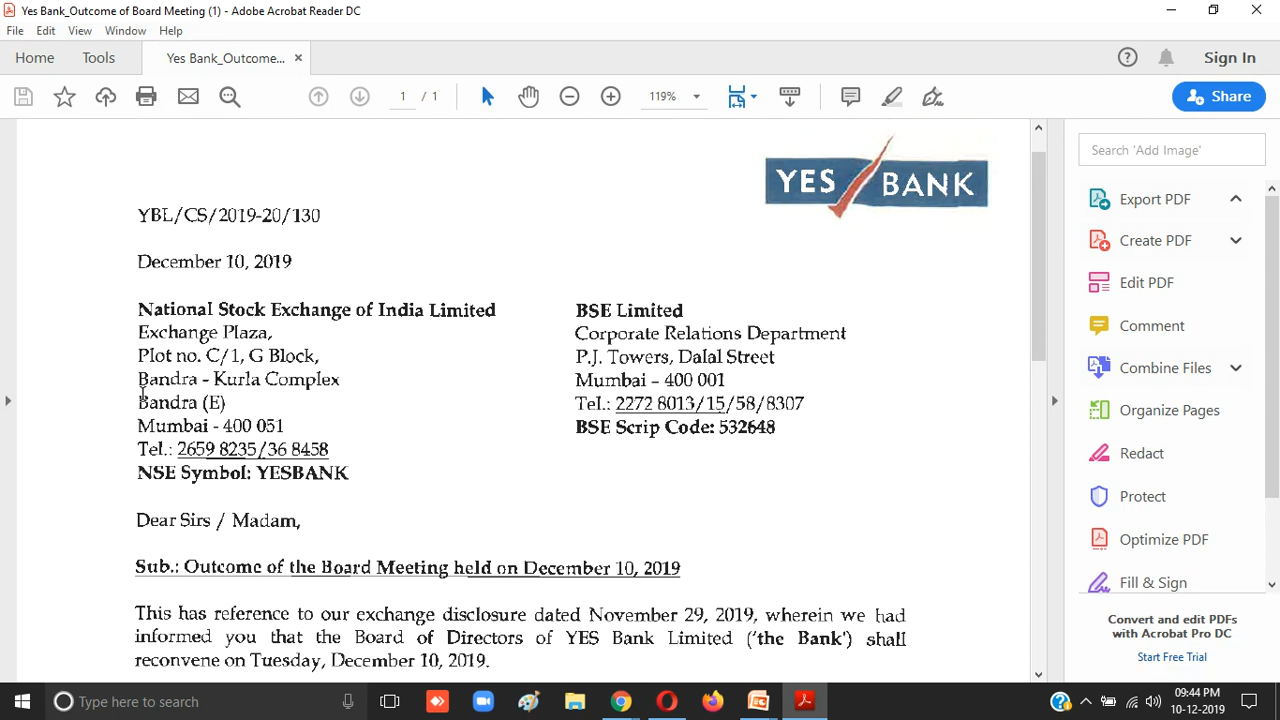 Yes Bank_Outcome of Board Meeting (1) - Adobe Acrobat Reader DC
File Edit View Window Help
Home Tools Yes Bank_Outcome... ×
Sign In
1 / 1 119% Share
YES BANK
YBL/CS/2019-20/130
December 10, 2019
National Stock Exchange of India Limited
Exchange Plaza,
Plot no. C/1, G Block,
Bandra - Kurla Complex
Bandra (E)
Mumbai - 400 051
Tel.: 2659 8235/36 8458
NSE Symbol: YESBANK
BSE Limited
Corporate Relations Department
P.J. Towers, Dalal Street
Mumbai – 400 001
Tel.: 2272 8013/15/58/8307
BSE Scrip Code: 532648
Dear Sirs / Madam,
Sub.: Outcome of the Board Meeting held on December 10, 2019
This has reference to our exchange disclosure dated November 29, 2019, wherein we had
informed you that the Board of Directors of YES Bank Limited ('the Bank') shall
reconvene on Tuesday, December 10, 2019.
Search 'Add Image'
Export PDF
Create PDF
Edit PDF
Comment
Combine Files
Organize Pages
Redact
Protect
Optimize PDF
Fill & Sign
Convert and edit PDFs
with Acrobat Pro DC
Start Free Trial
Type here to search
09:44 PM
10-12-2019